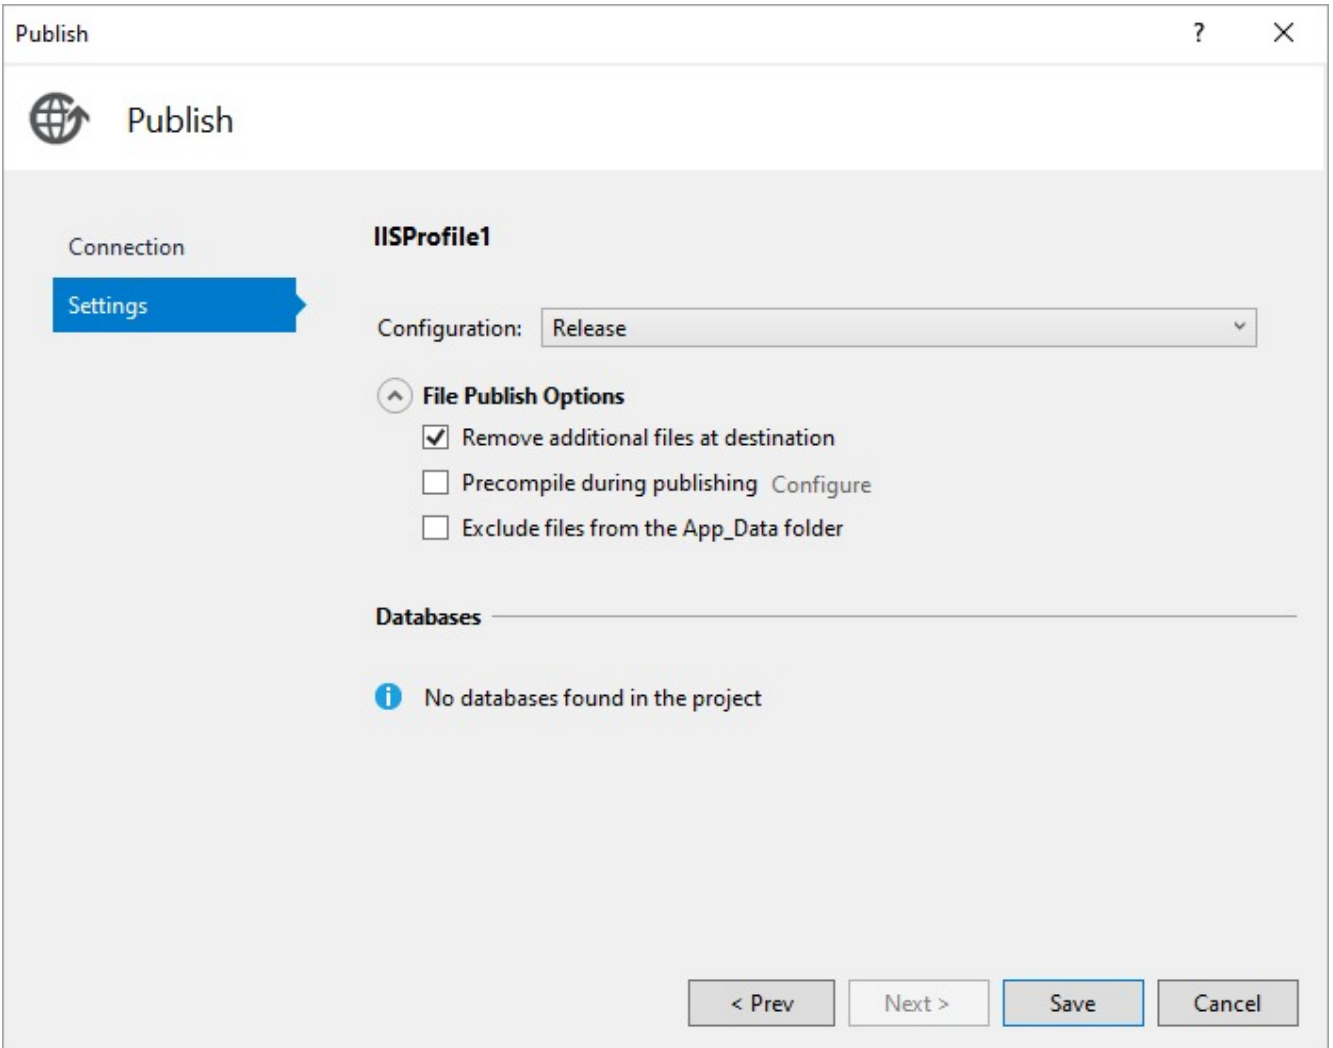 Publish
?
Publish
Connection
Settings
IISProfile1
Configuration: Release
File Publish Options
Remove additional files at destination
Precompile during publishing Configure
Exclude files from the App_Data folder
Databases
No databases found in the project
< Prev Next > Save Cancel